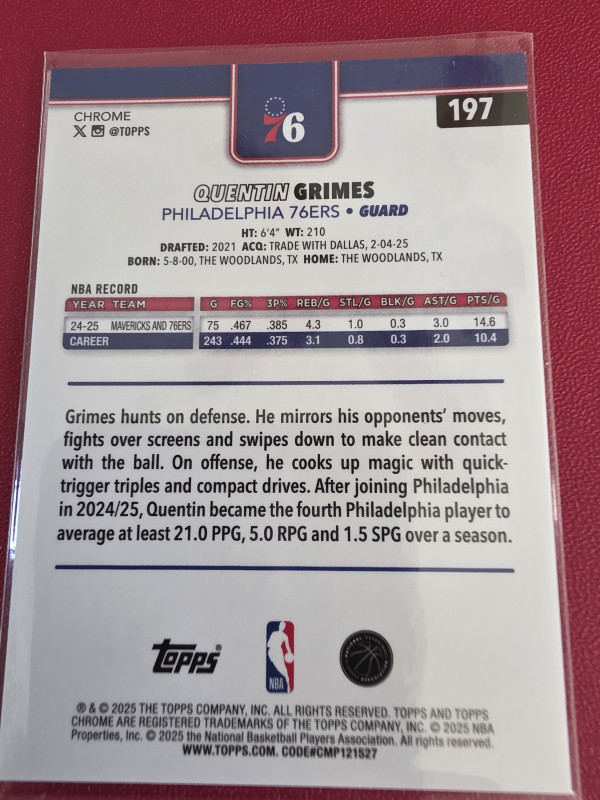 CHROME
X @TOPPS
76
197
QUENTIN GRIMES
PHILADELPHIA 76ERS • GUARD
HT: 6'4" WT: 210
DRAFTED: 2021 ACQ: TRADE WITH DALLAS, 2-04-25
BORN: 5-8-00, THE WOODLANDS, TX HOME: THE WOODLANDS, TX
NBA RECORD
YEAR TEAM G FG% 3P% REB/G STL/G BLK/G AST/G PTS/G
24-25 MAVERICKS AND 76ERS 75 .467 .385 4.3 1.0 0.3 3.0 14.6
CAREER 243 .444 .375 3.1 0.8 0.3 2.0 10.4
Grimes hunts on defense. He mirrors his opponents' moves,
fights over screens and swipes down to make clean contact
with the ball. On offense, he cooks up magic with quick-
trigger triples and compact drives. After joining Philadelphia
in 2024/25, Quentin became the fourth Philadelphia player to
average at least 21.0 PPG, 5.0 RPG and 1.5 SPG over a season.
Topps®
NBA
® & © 2025 THE TOPPS COMPANY, INC. ALL RIGHTS RESERVED. TOPPS AND TOPPS
CHROME ARE REGISTERED TRADEMARKS OF THE TOPPS COMPANY, INC. © 2025 NBA
Properties, Inc. © 2025 the National Basketball Players Association. All rights reserved.
WWW.TOPPS.COM. CODE#CMP121527